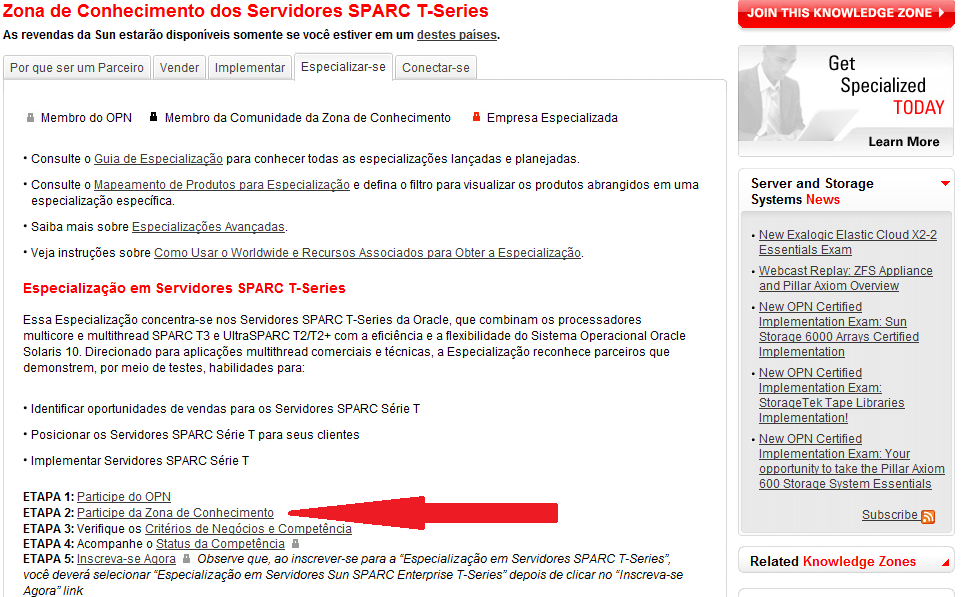 Zona de Conhecimento dos Servidores SPARC T-Series
As revendas da Sun estarão disponíveis somente se você estiver em um destes países.
Por que ser um Parceiro
Vender
Implementar
Especializar-se
Conectar-se
Membro do OPN
Membro da Comunidade da Zona de Conhecimento
Empresa Especializada
• Consulte o Guia de Especialização para conhecer todas as especializações lançadas e planejadas.
• Consulte o Mapeamento de Produtos para Especialização e defina o filtro para visualizar os produtos abrangidos em uma
especialização específica.
• Saiba mais sobre Especializações Avançadas.
• Veja instruções sobre Como Usar o Worldwide e Recursos Associados para Obter a Especialização.
Especialização em Servidores SPARC T-Series
Essa Especialização concentra-se nos Servidores SPARC T-Series da Oracle, que combinam os processadores
multicore e multithread SPARC T3 e UltraSPARC T2/T2+ com a eficiência e a flexibilidade do Sistema Operacional Oracle
Solaris 10. Direcionado para aplicações multithread comerciais e técnicas, a Especialização reconhece parceiros que
demonstrem, por meio de testes, habilidades para:
• Identificar oportunidades de vendas para os Servidores SPARC Série T
• Posicionar os Servidores SPARC Série T para seus clientes
• Implementar Servidores SPARC Série T
ETAPA 1: Participe do OPN
ETAPA 2: Participe da Zona de Conhecimento
ETAPA 3: Verifique os Critérios de Negócios e Competência
ETAPA 4: Acompanhe o Status da Competência
ETAPA 5: Inscreva-se Agora Observe que, ao inscrever-se para a “Especialização em Servidores SPARC T-Series”,
você deverá selecionar “Especialização em Servidores Sun SPARC Enterprise T-Series” depois de clicar no “Inscreva-se
Agora” link
JOIN THIS KNOWLEDGE ZONE
Get
Specialized
TODAY
Learn More
Server and Storage
Systems News
• New Exalogic Elastic Cloud X2-2
Essentials Exam
• Webcast Replay: ZFS Appliance
and Pillar Axiom Overview
• New OPN Certified
Implementation Exam: Sun
Storage 6000 Arrays Certified
Implementation
• New OPN Certified
Implementation Exam:
StorageTek Tape Libraries
Implementation!
• New OPN Certified
Implementation Exam: Your
opportunity to take the Pillar Axiom
600 Storage System Essentials
Subscribe
Related Knowledge Zones